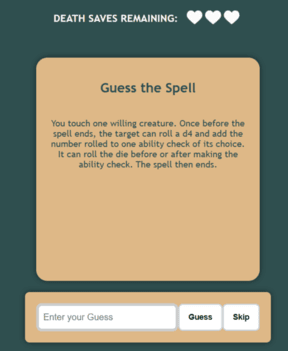 DEATH SAVES REMAINING:
Guess the Spell
You touch one willing creature. Once before the
spell ends, the target can roll a d4 and add the
number rolled to one ability check of its choice.
It can roll the die before or after making the
ability check. The spell then ends.
Enter your Guess
Guess
Skip